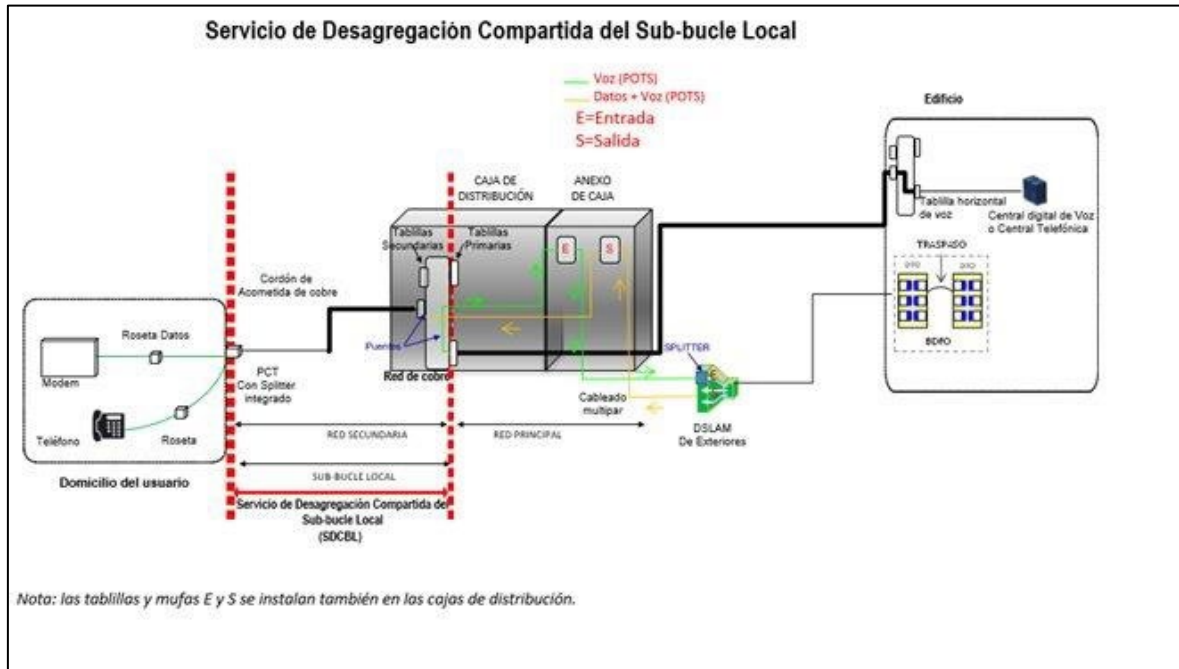 Servicio de Desagregación Compartida del Sub-bucle Local
Voz (POTS)
Datos + Voz (POTS)
E=Entrada
S=Salida
Edificio
CAJA DE
DISTRIBUCIÓN
ANEXO
DE CAJA
Tablillas
Secundarias
Tablillas
Primarias
E
S
Tablilla horizontal
de voz
Central digital de Voz
o Central Telefónica
TRASPASO
BDFO
Cordón de
Acometida de cobre
Puentes
Red de cobre
Roseta Datos
Modem
PCT
Con Splitter
integrado
Teléfono
Roseta
Domicilio del usuario
SPLITTER
Cableado
multipar
DSLAM
De Exteriores
RED SECUNDARIA
RED PRINCIPAL
SUB-BUCLE LOCAL
Servicio de Desagregación Compartida de
Sub-bucle Local
(SDCBL)
Nota: las tablillas y mufas E y S se instalan también en las cajas de distribución.